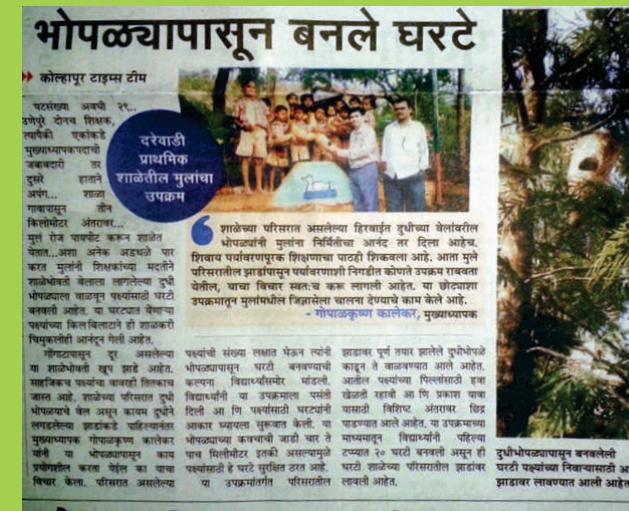 भोपळ्यापासून बनले घरटे
कोल्हापूर टाइम्स टीम
पटसंख्या अवघी २९...
उणेपुरे दोनच शिक्षक,
त्यापैकी एकाकडे
मुख्याध्यापकपदाची
जबाबदारी तर
दुसरे हाताने
अपंग... शाळा
गावापासून तीन
किलोमीटर अंतरावर...
मुलं रोज पायपीट करून शाळेत
येतात...अशा अनेक अडथळे पार
करत मुलांनी शिक्षकांच्या मदतीने
शाळेभोवती वेलाला लागलेल्या दुधी
भोपळ्याला वाळवून पक्ष्यांसाठी घरटी
बनवली आहेत. या घरट्यात येणाऱ्या
पक्ष्यांच्या किलबिलाटाने ही शाळकरी
चिमुकलीही आनंदून गेली आहेत.
गोंगाटापासून दूर असलेल्या
या शाळेभोवती खूप झाडे आहेत.
साहजिकच पक्ष्यांचा वावरही तितकाच
जास्त आहे. शाळेच्या परिसरात दुधी
भोपळ्याचे वेल असून कायम दुधीने
लगडलेल्या झाडांकडे पाहिल्यानंतर
मुख्याध्यापक गोपाळकृष्ण कालेकर
यांनी या भोपळ्यापासून काय
प्रयोगशील करता येईल का याचा
विचार केला. परिसरात असलेल्या
दरेवाडी
प्राथमिक
शाळेतील मुलांचा
उपक्रम
शाळेच्या परिसरात असलेल्या हिरवाईत दुधीच्या वेलांवरील
भोपळ्यांनी मुलांना निर्मितीचा आनंद तर दिला आहेच,
शिवाय पर्यावरणपूरक शिक्षणाचा पाठही शिकवला आहे. आता मुले
परिसरातील झाडांपासून पर्यावरणाशी निगडीत कोणते उपक्रम राबवता
येतील, याचा विचार स्वतःच करू लागली आहेत. या छोट्याशा
उपक्रमातून मुलांमधील जिज्ञासेला चालना देण्याचे काम केले आहे.
- गोपाळकृष्ण कालेकर, मुख्याध्यापक
पक्ष्यांची संख्या लक्षात घेऊन त्यांनी
भोपळ्यापासून घरटी बनवण्याची
कल्पना विद्यार्थ्यांसमोर मांडली.
विद्यार्थ्यांनी या उपक्रमाला पसंती
दिली आ णि पक्ष्यांसाठी घरट्यांनी
आकार घ्यायला सुरूवात केली. या
भोपळ्याच्या कवचाची जाडी चार ते
पाच मिलीमीटर इतकी असल्यामुळे
पक्ष्यांसाठी हे घरटे सुरक्षित ठरत आहे.
या उपक्रमांतर्गत परिसरातील
झाडावर पूर्ण तयार झालेले दुधीभोपळे
काढून ते वाळवण्यात आले आहेत.
आतील पक्ष्यांच्या पिल्लांसाठी हवा
खेळती रहावी आ णि प्रकाश यावा
यासाठी विशिष्ट अंतरावर छिद्र
पाडण्यात आले आहेत. या उपक्रमाच्या
माध्यमातून विद्यार्थ्यांनी पहिल्या
टप्प्यात २० घरटी बनवली असून ही
घरटी शाळेच्या परिसरातील झाडांवर
लावली आहेत.
दुधीभोपळ्यापासून बनवलेली
घरटी पक्ष्यांच्या निवाऱ्यासाठी
झाडावर लावण्यात आली आहेत